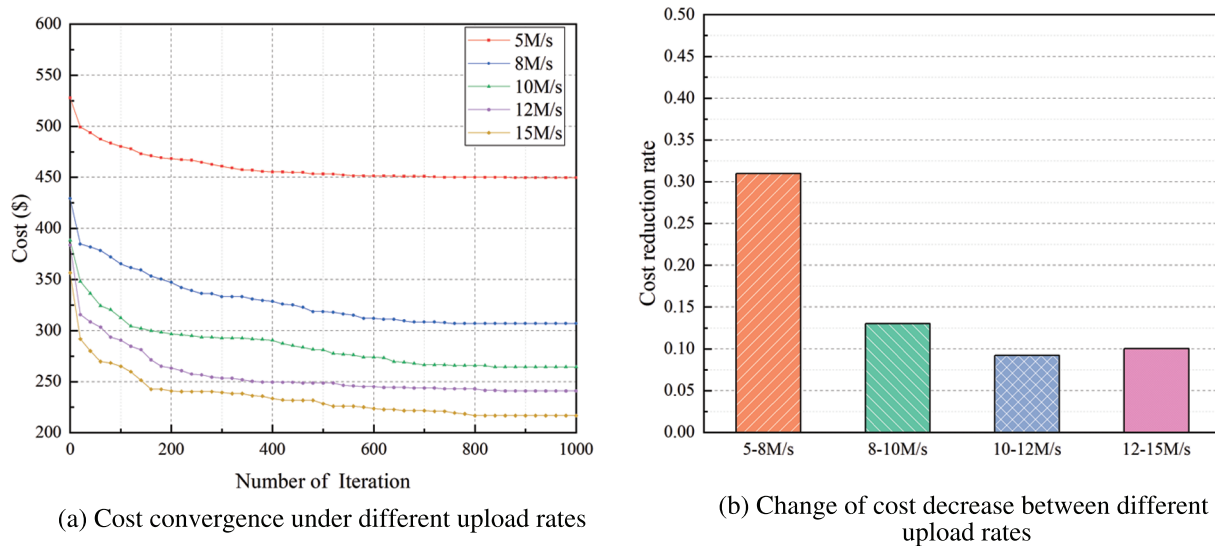 600
550
500
450
400
350
300
250
200
Cost ($)
0
200
400
600
800
1000
Number of Iteration
5M/s
8M/s
10M/s
12M/s
15M/s
(a) Cost convergence under different upload rates
0.50
0.45
0.40
0.35
0.30
0.25
0.20
0.15
0.10
0.05
0.00
Cost reduction rate
5-8M/s
8-10M/s
10-12M/s
12-15M/s
(b) Change of cost decrease between different
upload rates